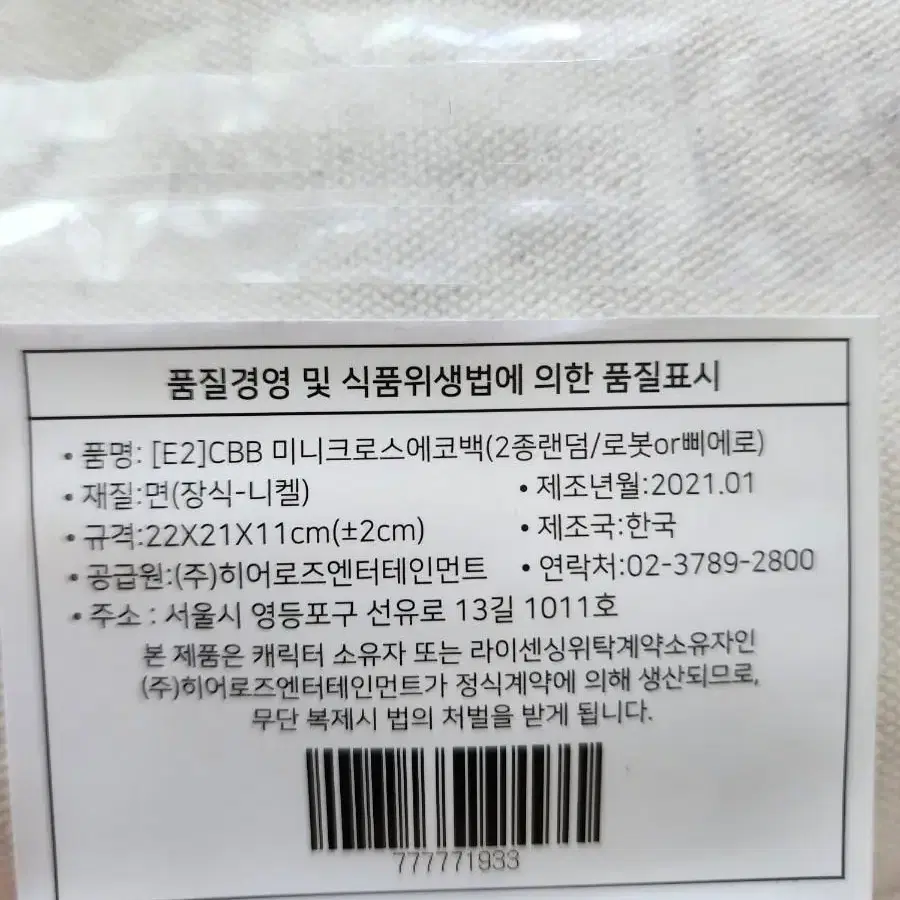 품질경영 및 식품위생법에 의한 품질표시
• 품명: [E2]CBB 미니크로스에코백(2종랜덤/로봇or삐에로)
• 재질:면(장식-니켈) • 제조년월:2021.01
• 규격:22X21X11cm(±2cm) • 제조국:한국
• 공급원:(주)히어로즈엔터테인먼트 • 연락처:02-3789-2800
• 주소 : 서울시 영등포구 선유로 13길 1011호
본 제품은 캐릭터 소유자 또는 라이센싱위탁계약소유자인
(주)히어로즈엔터테인먼트가 정식계약에 의해 생산되므로,
무단 복제시 법의 처벌을 받게 됩니다.
777771933